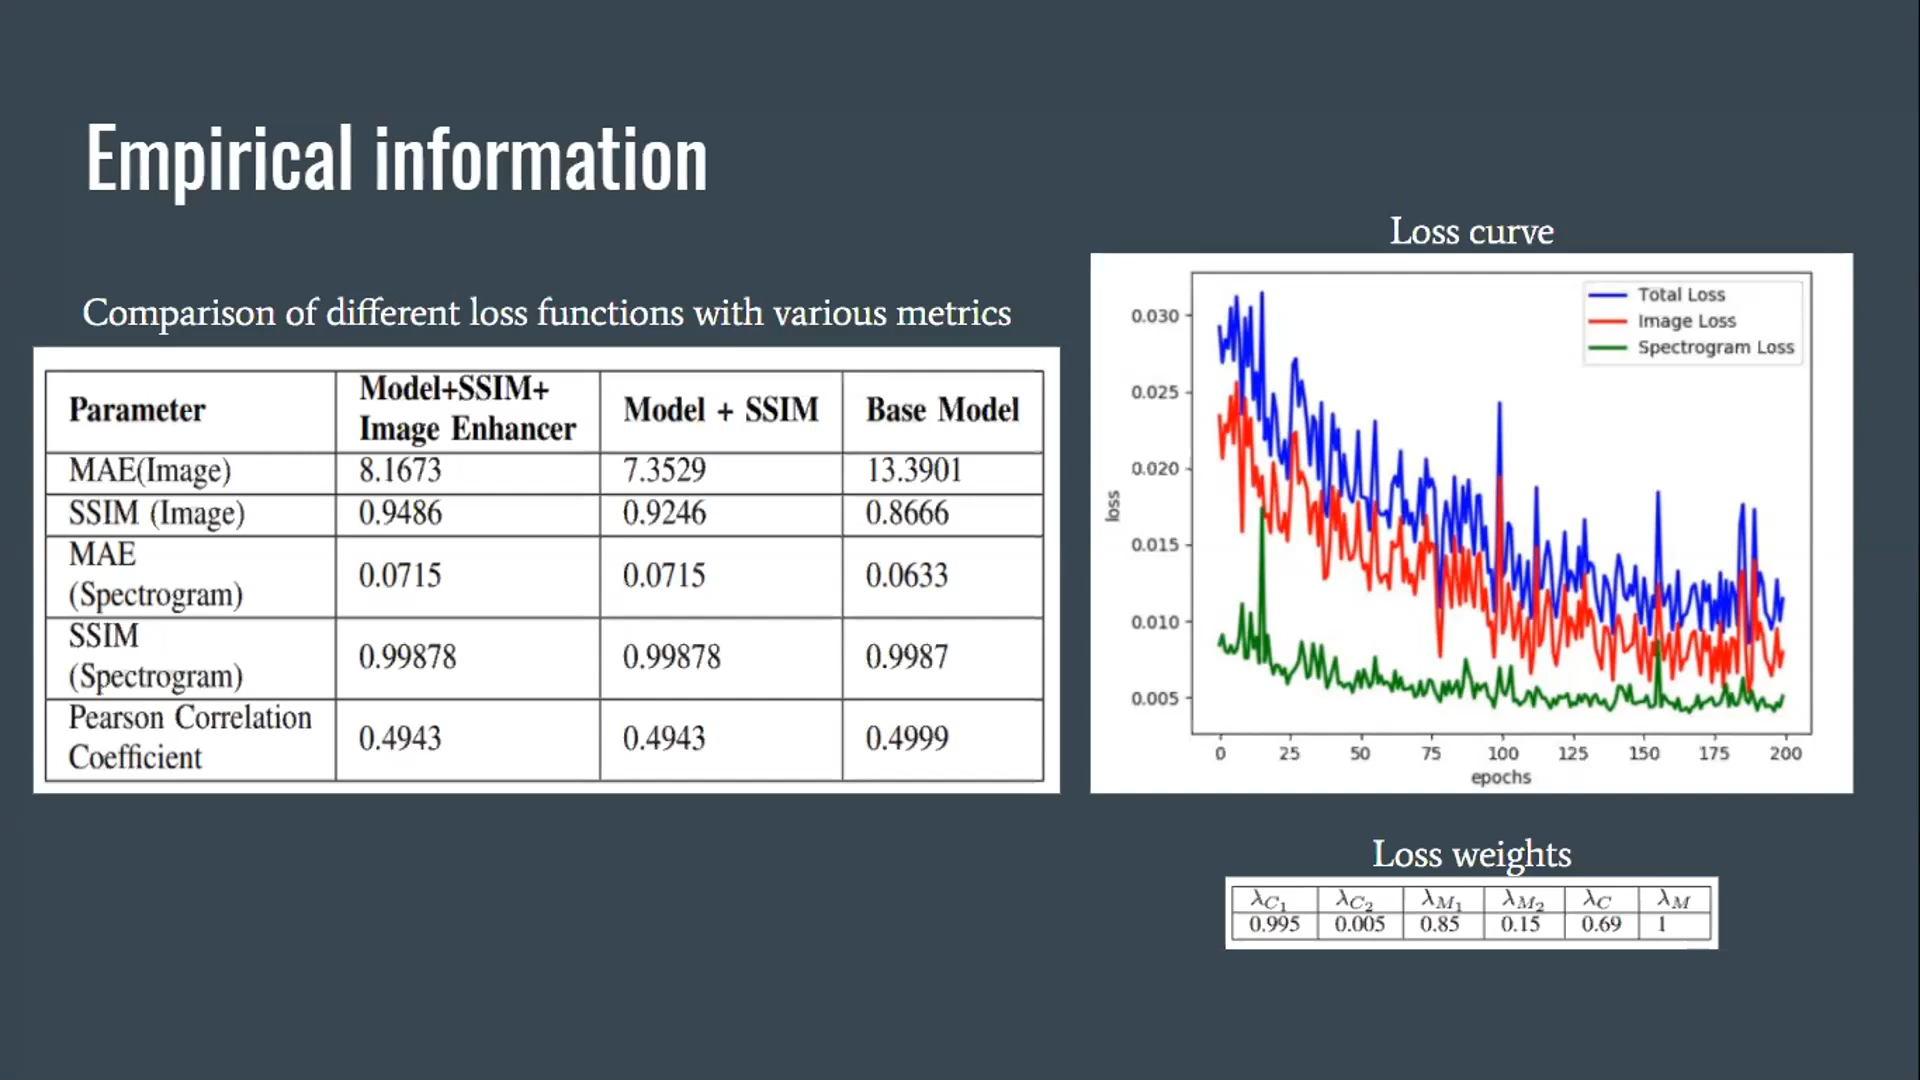 Empirical information
Comparison of different loss functions with various metrics
Parameter
Model+SSIM+
Image Enhancer
Model + SSIM
Base Model
MAE(Image)
8.1673
7.3529
13.3901
SSIM (Image)
0.9486
0.9246
0.8666
MAE
(Spectrogram)
0.0715
0.0715
0.0633
SSIM
(Spectrogram)
0.99878
0.99878
0.9987
Pearson Correlation
Coefficient
0.4943
0.4943
0.4999
Loss curve
Total Loss
Image Loss
Spectrogram Loss
0.030
0.025
0.020
0.015
0.010
0.005
loss
0 25 50 75 100 125 150 175 200
epochs
Loss weights
λC1 λC2 λM1 λM2 λC λM
0.995 0.005 0.85 0.15 0.69 1